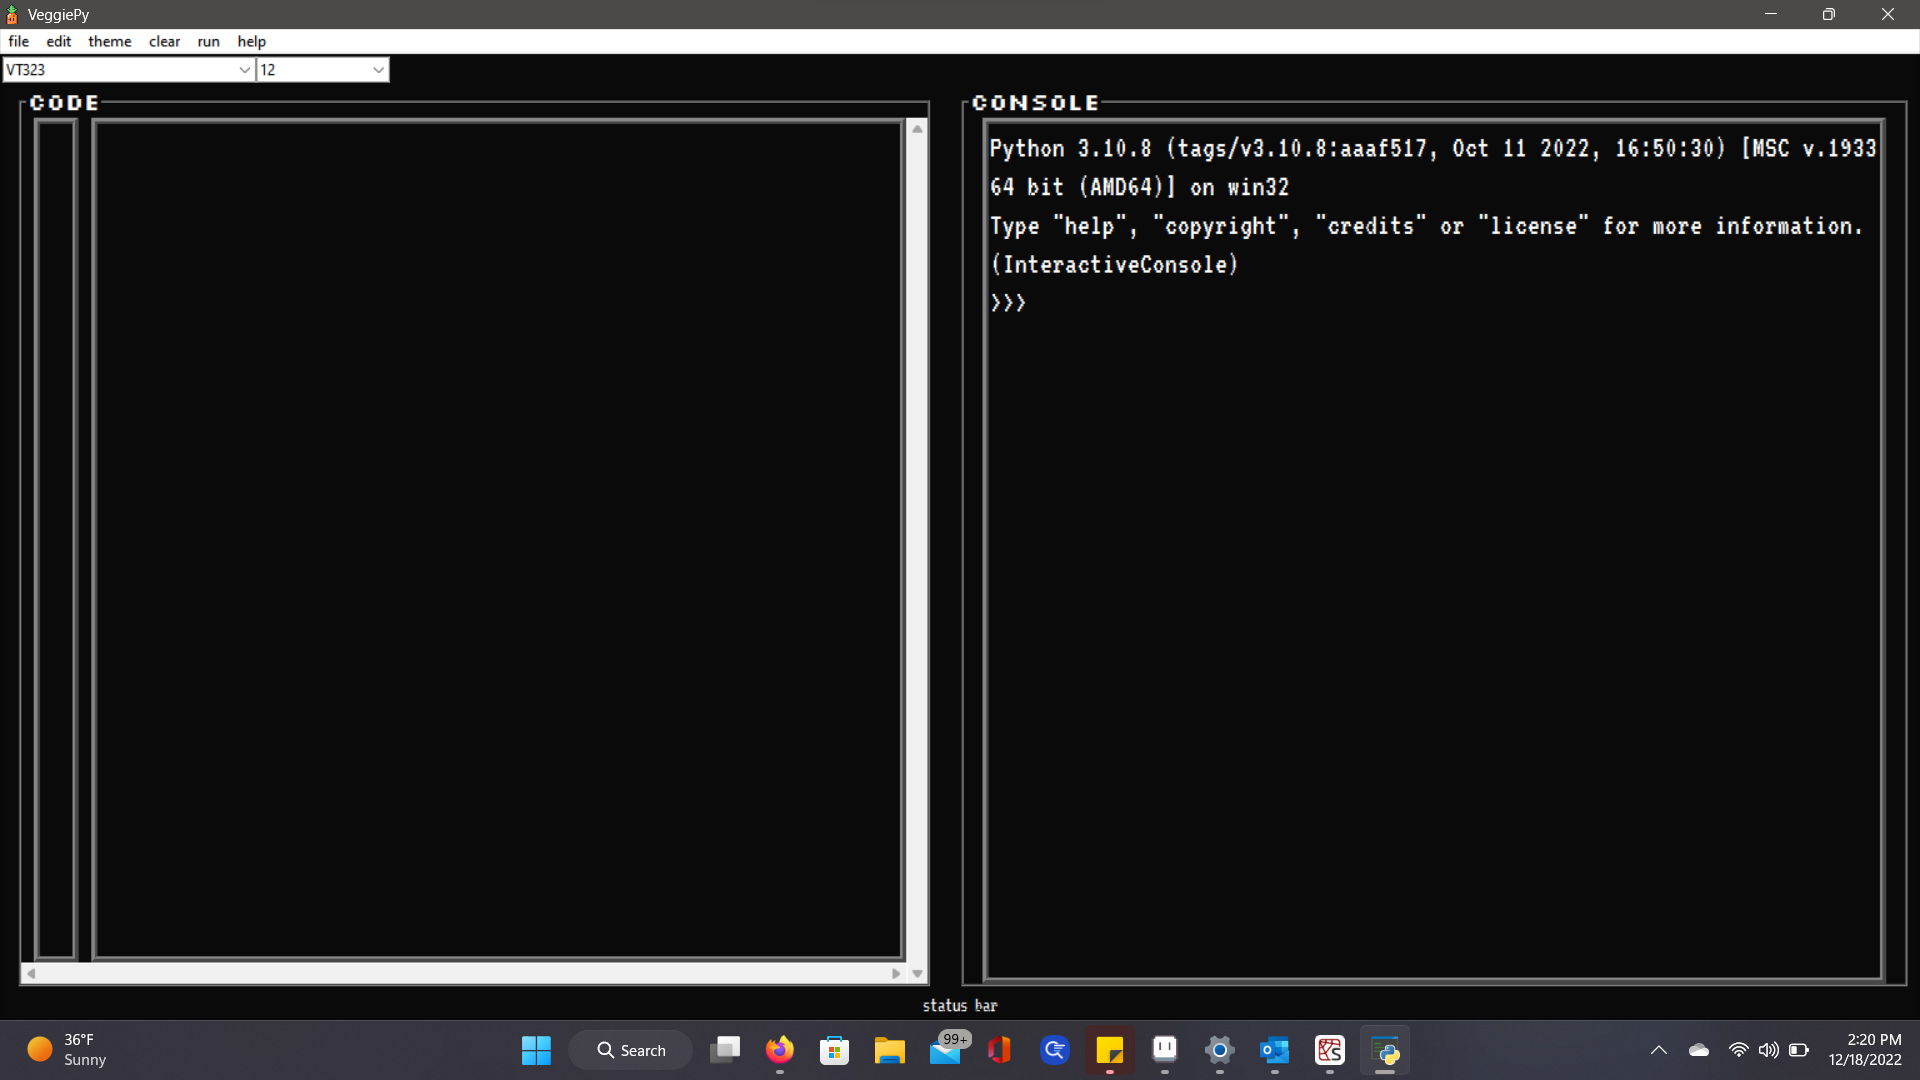 VeggiePy
file edit theme clear run help
VT323 12
CODE
CONSOLE
Python 3.10.8 (tags/v3.10.8:aaaf517, Oct 11 2022, 16:50:30) [MSC v.1933
64 bit (AMD64)] on win32
Type "help", "copyright", "credits" or "license" for more information.
(InteractiveConsole)
>>>
status bar
36°F
Sunny
Search
99+
2:20 PM
12/18/2022